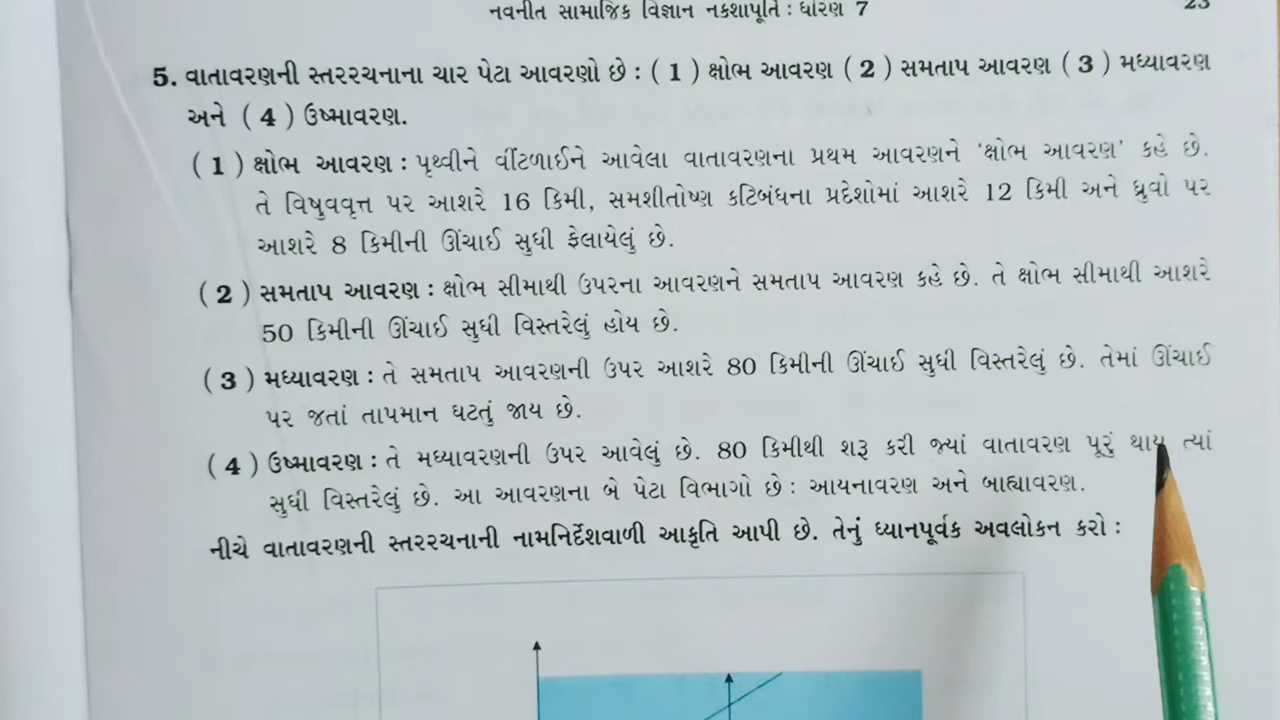 નવનીત સામાજિક વિજ્ઞાન નકશાપૂર્તિ : ધોરણ 7 23
5. વાતાવરણની સ્તરરચનાના ચાર પેટા આવરણો છે : ( 1 ) ક્ષોભ આવરણ ( 2 ) સમતાપ આવરણ ( 3 ) મધ્યાવરણ
અને ( 4 ) ઉષ્માવરણ.
( 1 ) ક્ષોભ આવરણ : પૃથ્વીને વીંટળાઈને આવેલા વાતાવરણના પ્રથમ આવરણને ‘ક્ષોભ આવરણ’ કહે છે.
તે વિષુવવૃત્ત પર આશરે 16 કિમી, સમશીતોષ્ણ કટિબંધના પ્રદેશોમાં આશરે 12 કિમી અને ધ્રુવો પર
આશરે 8 કિમીની ઊંચાઈ સુધી ફેલાયેલું છે.
( 2 ) સમતાપ આવરણ : ક્ષોભ સીમાથી ઉપરના આવરણને સમતાપ આવરણ કહે છે. તે ક્ષોભ સીમાથી આશરે
50 કિમીની ઊંચાઈ સુધી વિસ્તરેલું હોય છે.
( 3 ) મધ્યાવરણ : તે સમતાપ આવરણની ઉપર આશરે 80 કિમીની ઊંચાઈ સુધી વિસ્તરેલું છે. તેમાં ઊંચાઈ
પર જતાં તાપમાન ઘટતું જાય છે.
( 4 ) ઉષ્માવરણ : તે મધ્યાવરણની ઉપર આવેલું છે. 80 કિમીથી શરૂ કરી જ્યાં વાતાવરણ પૂરું થાય ત્યાં
સુધી વિસ્તરેલું છે. આ આવરણના બે પેટા વિભાગો છે : આયનાવરણ અને બાહ્યાવરણ.
નીચે વાતાવરણની સ્તરરચનાની નામનિર્દેશવાળી આકૃતિ આપી છે. તેનું ધ્યાનપૂર્વક અવલોકન કરો :